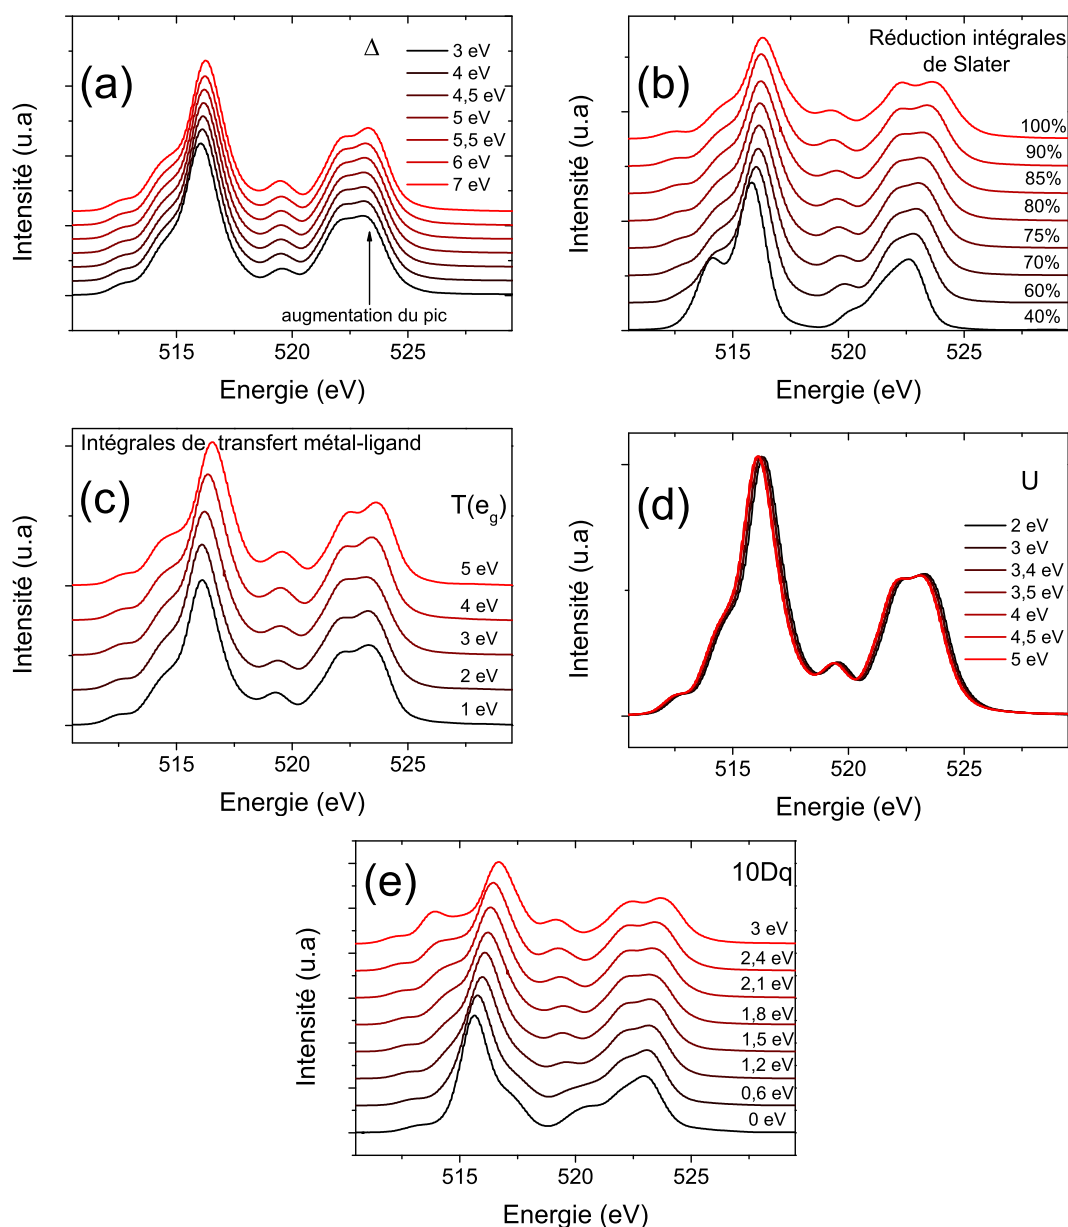 (a)
Δ
3 eV
4 eV
4,5 eV
5 eV
5,5 eV
6 eV
7 eV
augmentation du pic
Intensité (u.a)
515
520
525
Energie (eV)
(b)
Réduction intégrales
de Slater
100%
90%
85%
80%
75%
70%
60%
40%
Intensité (u.a)
515
520
525
Energie (eV)
Intégrales de transfert métal-ligand
(c)
T(e_g)
5 eV
4 eV
3 eV
2 eV
1 eV
Intensité (u.a)
515
520
525
Energie (eV)
(d)
U
2 eV
3 eV
3,4 eV
3,5 eV
4 eV
4,5 eV
5 eV
Intensité (u.a)
515
520
525
Energie (eV)
(e)
10Dq
3 eV
2,4 eV
2,1 eV
1,8 eV
1,5 eV
1,2 eV
0,6 eV
0 eV
Intensité (u.a)
515
520
525
Energie (eV)